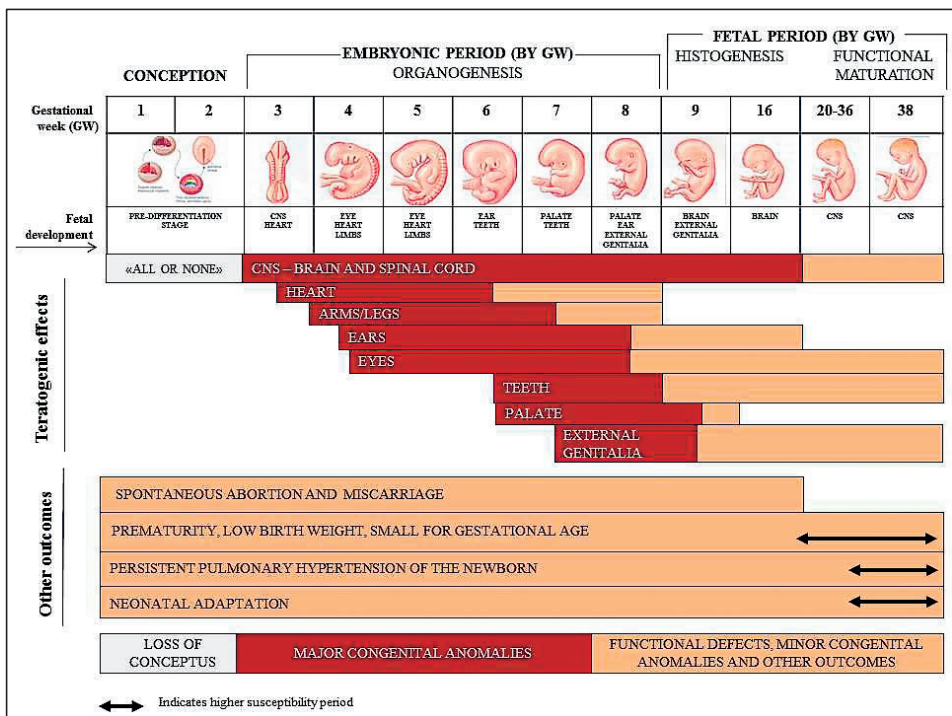 FETAL PERIOD (BY GW)
EMBRYONIC PERIOD (BY GW)
HISTOGENESIS FUNCTIONAL
CONCEPTION ORGANOGENESIS MATURATION
Gestational
week (GW)
1 2 3 4 5 6 7 8 9 16 20-36 38
Fetal
development
PRE-DIFFERENTIATION
STAGE
CNS
HEART
EYE
HEART
LIMBS
EYE
HEART
LIMBS
EAR
TEETH
PALATE
TEETH
PALATE
EAR
EXTERNAL
GENITALIA
BRAIN
EXTERNAL
GENITALIA
BRAIN
CNS
CNS
Teratogenic effects
«ALL OR NONE» CNS – BRAIN AND SPINAL CORD
HEART
ARMS/LEGS
EARS
EYES
TEETH
PALATE
EXTERNAL
GENITALIA
Other outcomes
SPONTANEOUS ABORTION AND MISCARRIAGE
PREMATURITY, LOW BIRTH WEIGHT, SMALL FOR GESTATIONAL AGE
PERSISTENT PULMONARY HYPERTENSION OF THE NEWBORN
NEONATAL ADAPTATION
LOSS OF
CONCEPTUS
MAJOR CONGENITAL ANOMALIES
FUNCTIONAL DEFECTS, MINOR CONGENITAL
ANOMALIES AND OTHER OUTCOMES
Indicates higher susceptibility period